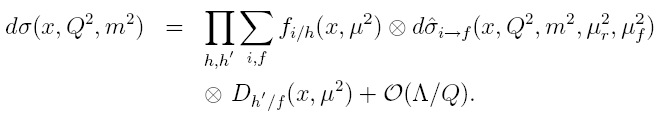 dσ(x, Q², m²) = ∏_{h,h′} ∑_{i,f} f_{i/h}(x, μ²) ⊗ dσ̂_{i→f}(x, Q², m², μ_r², μ_f²)
⊗ D_{h′/f}(x, μ²) + 𝒪(Λ/Q).